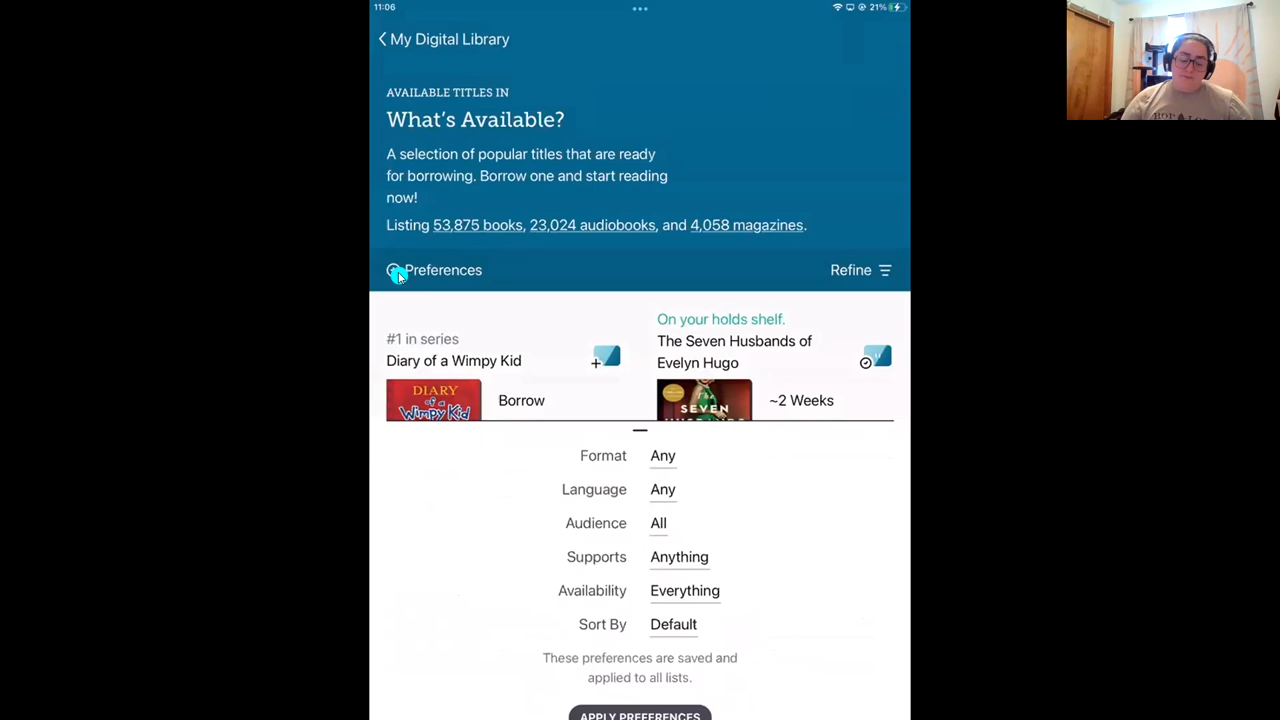 11:06
21%
My Digital Library
AVAILABLE TITLES IN
What's Available?
A selection of popular titles that are ready
for borrowing. Borrow one and start reading
now!
Listing 53,875 books, 23,024 audiobooks, and 4,058 magazines.
Preferences
Refine
#1 in series
Diary of a Wimpy Kid
DIARY
of a
Wimpy Kid
Borrow
On your holds shelf.
The Seven Husbands of
Evelyn Hugo
The
SEVEN
~2 Weeks
Format Any
Language Any
Audience All
Supports Anything
Availability Everything
Sort By Default
These preferences are saved and
applied to all lists.
APPLY PREFERENCES